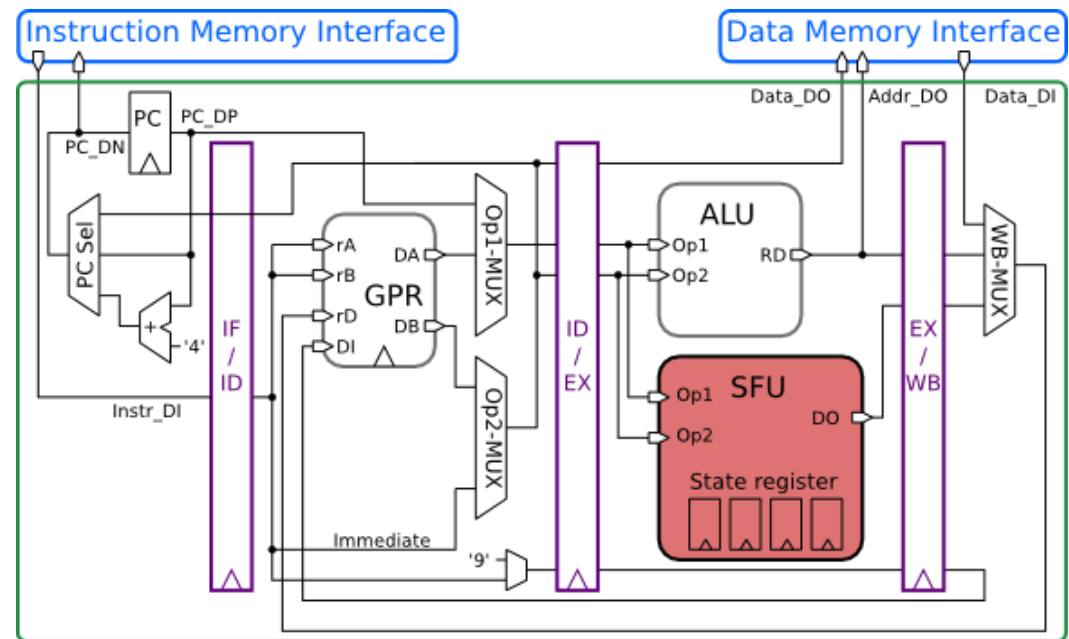 Instruction Memory Interface
Data Memory Interface
Data_DO
Addr_DO
Data_DI
PC
PC_DP
PC_DN
PC Sel
+
'4'
Instr_DI
IF
/
ID
rA
rB
rD
DI
DA
DB
GPR
Op1-MUX
Op2-MUX
Immediate
'9'
ID
/
EX
ALU
Op1
Op2
RD
SFU
Op1
Op2
DO
State register
EX
/
WB
WB-MUX